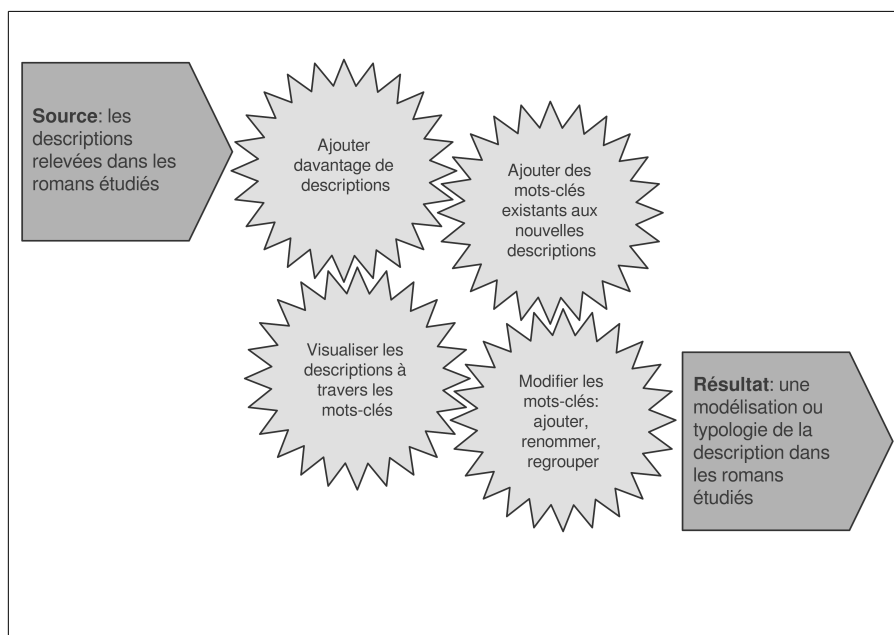 Source: les
descriptions
relevées dans les
romans étudiés
Ajouter
davantage de
descriptions
Ajouter des
mots-clés
existants aux
nouvelles
descriptions
Visualiser les
descriptions à
travers les
mots-clés
Modifier les
mots-clés:
ajouter,
renommer,
regrouper
Résultat: une
modélisation ou
typologie de la
description dans
les romans
étudiés